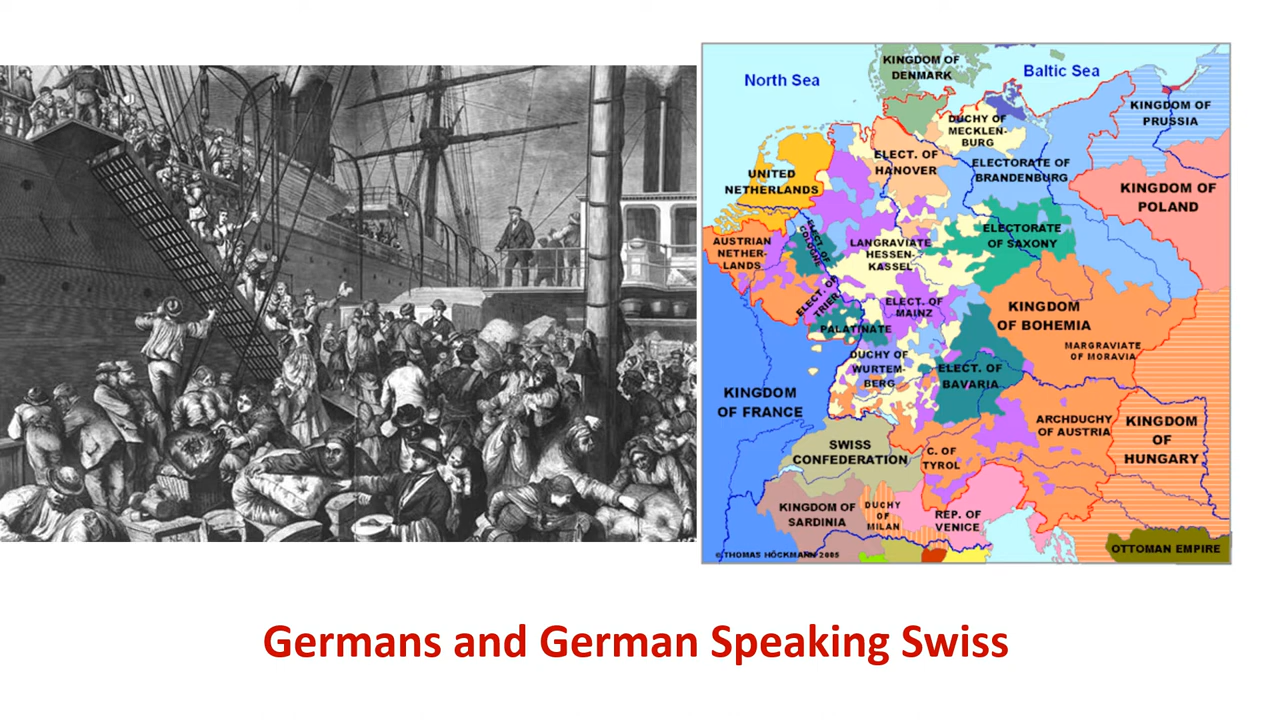 KINGDOM OF
DENMARK
North Sea
Baltic Sea
KINGDOM OF
PRUSSIA
DUCHY OF
MECKLEN-
BURG
ELECT. OF
HANOVER
ELECTORATE OF
BRANDENBURG
UNITED
NETHERLANDS
KINGDOM OF
POLAND
ELECT. OF
COLOGNE
ELECTORATE
OF SAXONY
AUSTRIAN
NETHER-
LANDS
LANGRAVIATE
HESSEN-
KASSEL
ELECT. OF
TRIER
ELECT. OF
MAINZ
KINGDOM
OF BOHEMIA
PALATINATE
MARGRAVIATE
OF MORAVIA
DUCHY OF
WURTEM-
BERG
ELECT. OF
BAVARIA
KINGDOM
OF FRANCE
ARCHDUCHY
OF AUSTRIA
KINGDOM
OF
HUNGARY
SWISS
CONFEDERATION
C. OF
TYROL
KINGDOM OF
SARDINIA
DUCHY
OF
MILAN
REP. OF
VENICE
OTTOMAN EMPIRE
© THOMAS HÖCKMANN 2005
Germans and German Speaking Swiss